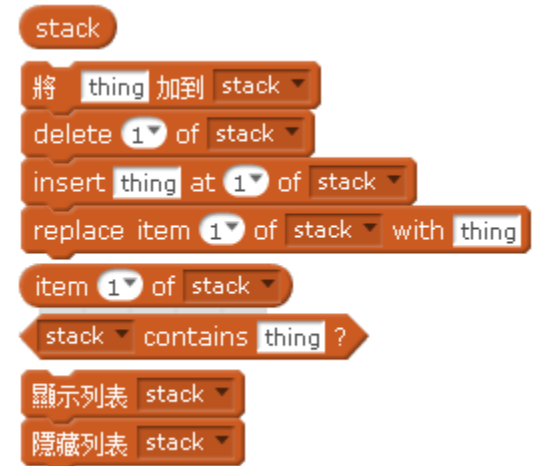 stack
將 thing 加到 stack
delete 1 of stack
insert thing at 1 of stack
replace item 1 of stack with thing
item 1 of stack
stack contains thing ?
顯示列表 stack
隱藏列表 stack